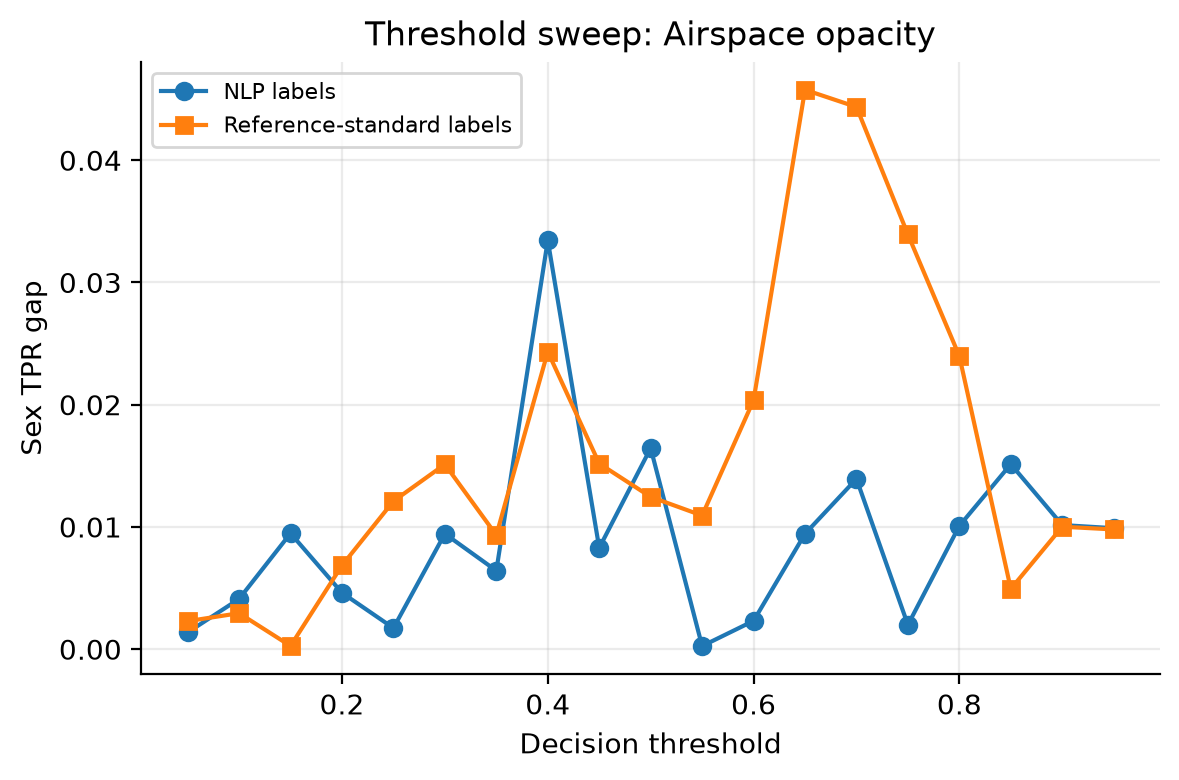 Threshold sweep: Airspace opacity
NLP labels
Reference-standard labels
Sex TPR gap
0.04
0.03
0.02
0.01
0.00
0.2
0.4
0.6
0.8
Decision threshold